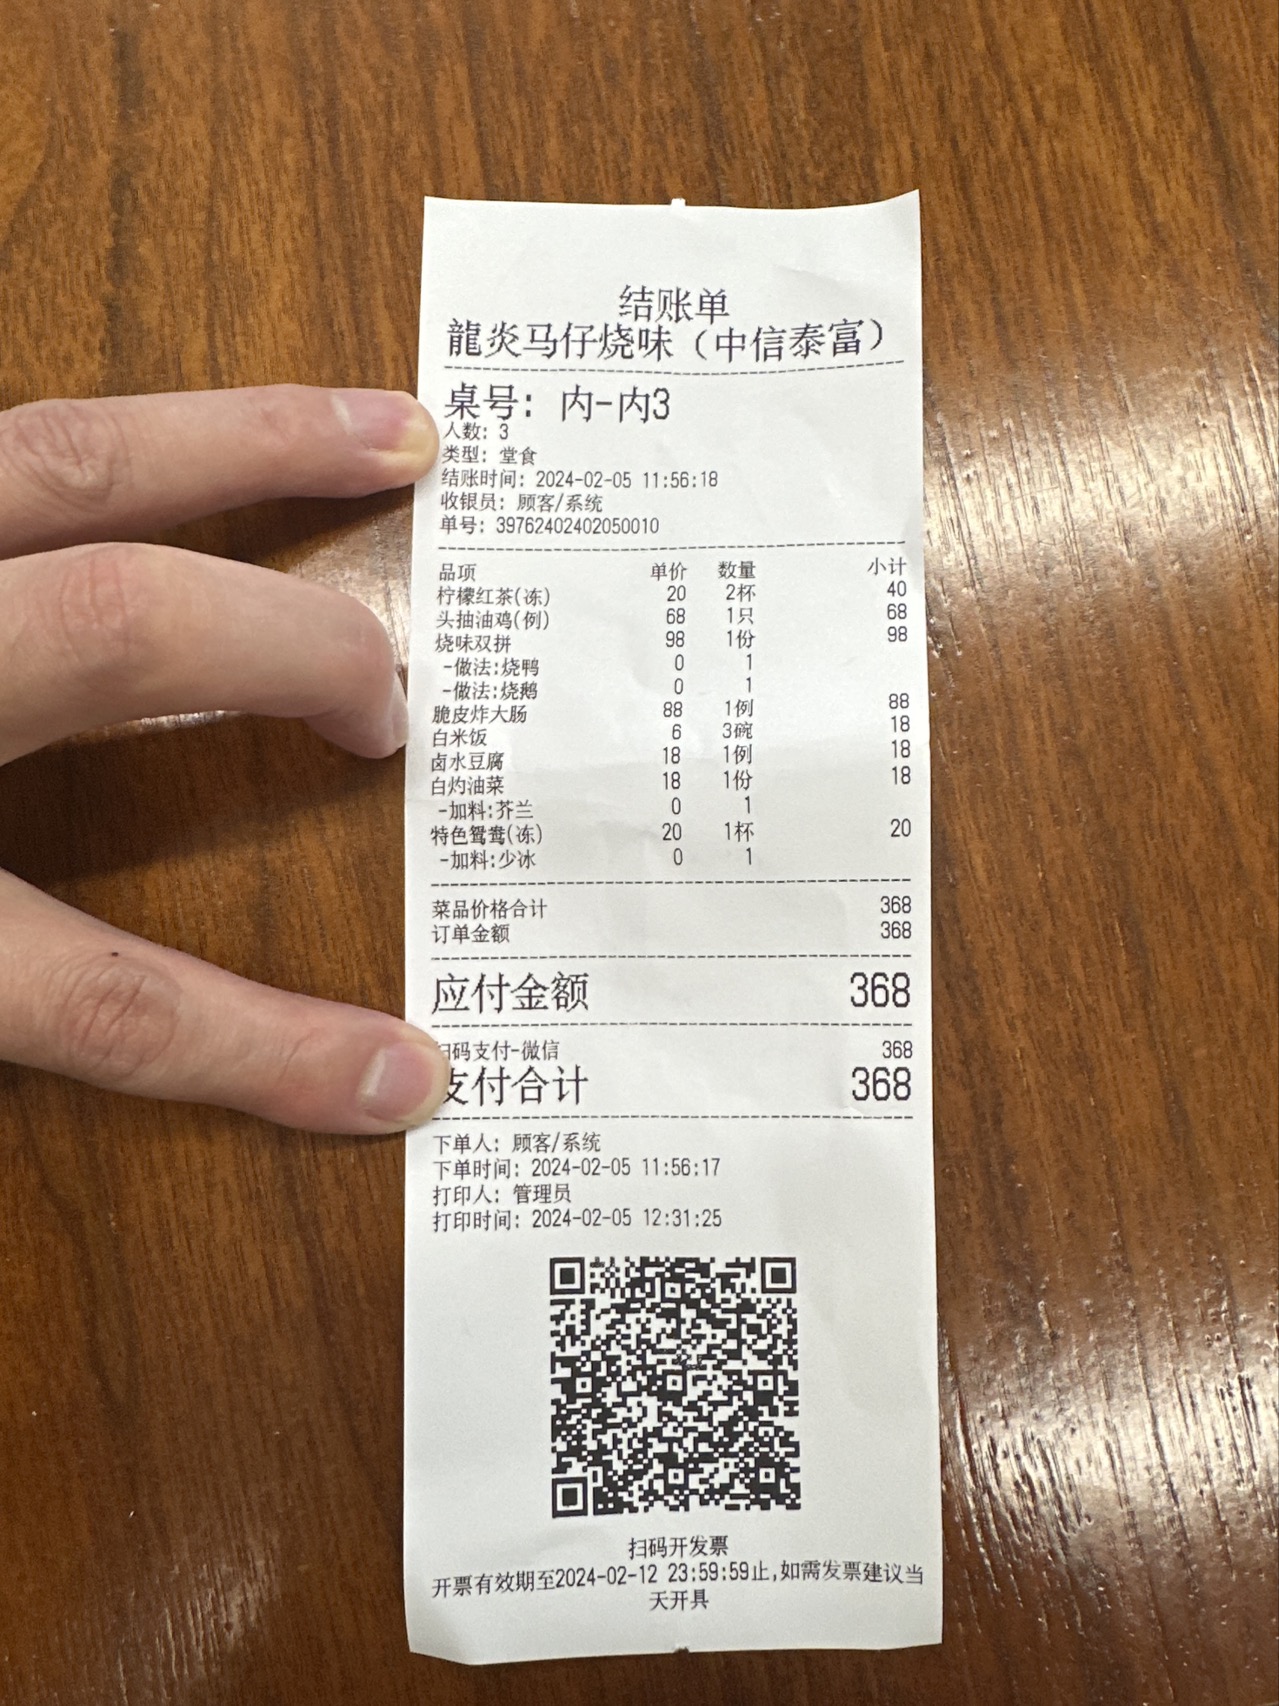 结账单
龍炎马仔烧味（中信泰富）
桌号: 内-内3
人数: 3
类型: 堂食
结账时间: 2024-02-05 11:56:18
收银员: 顾客/系统
单号: 39762402402050010
品项 单价 数量 小计
柠檬红茶(冻) 20 2杯 40
头抽油鸡(例) 68 1只 68
烧味双拼 98 1份 98
-做法:烧鸭 0 1
-做法:烧鹅 0 1
脆皮炸大肠 88 1例 88
白米饭 6 3碗 18
卤水豆腐 18 1例 18
白灼油菜 18 1份 18
-加料:芥兰 0 1
特色鸳鸯(冻) 20 1杯 20
-加料:少冰 0 1
菜品价格合计 368
订单金额 368
应付金额 368
扫码支付-微信 368
支付合计 368
下单人: 顾客/系统
下单时间: 2024-02-05 11:56:17
打印人: 管理员
打印时间: 2024-02-05 12:31:25
扫码开发票
开票有效期至2024-02-12 23:59:59止,如需发票建议当
天开具